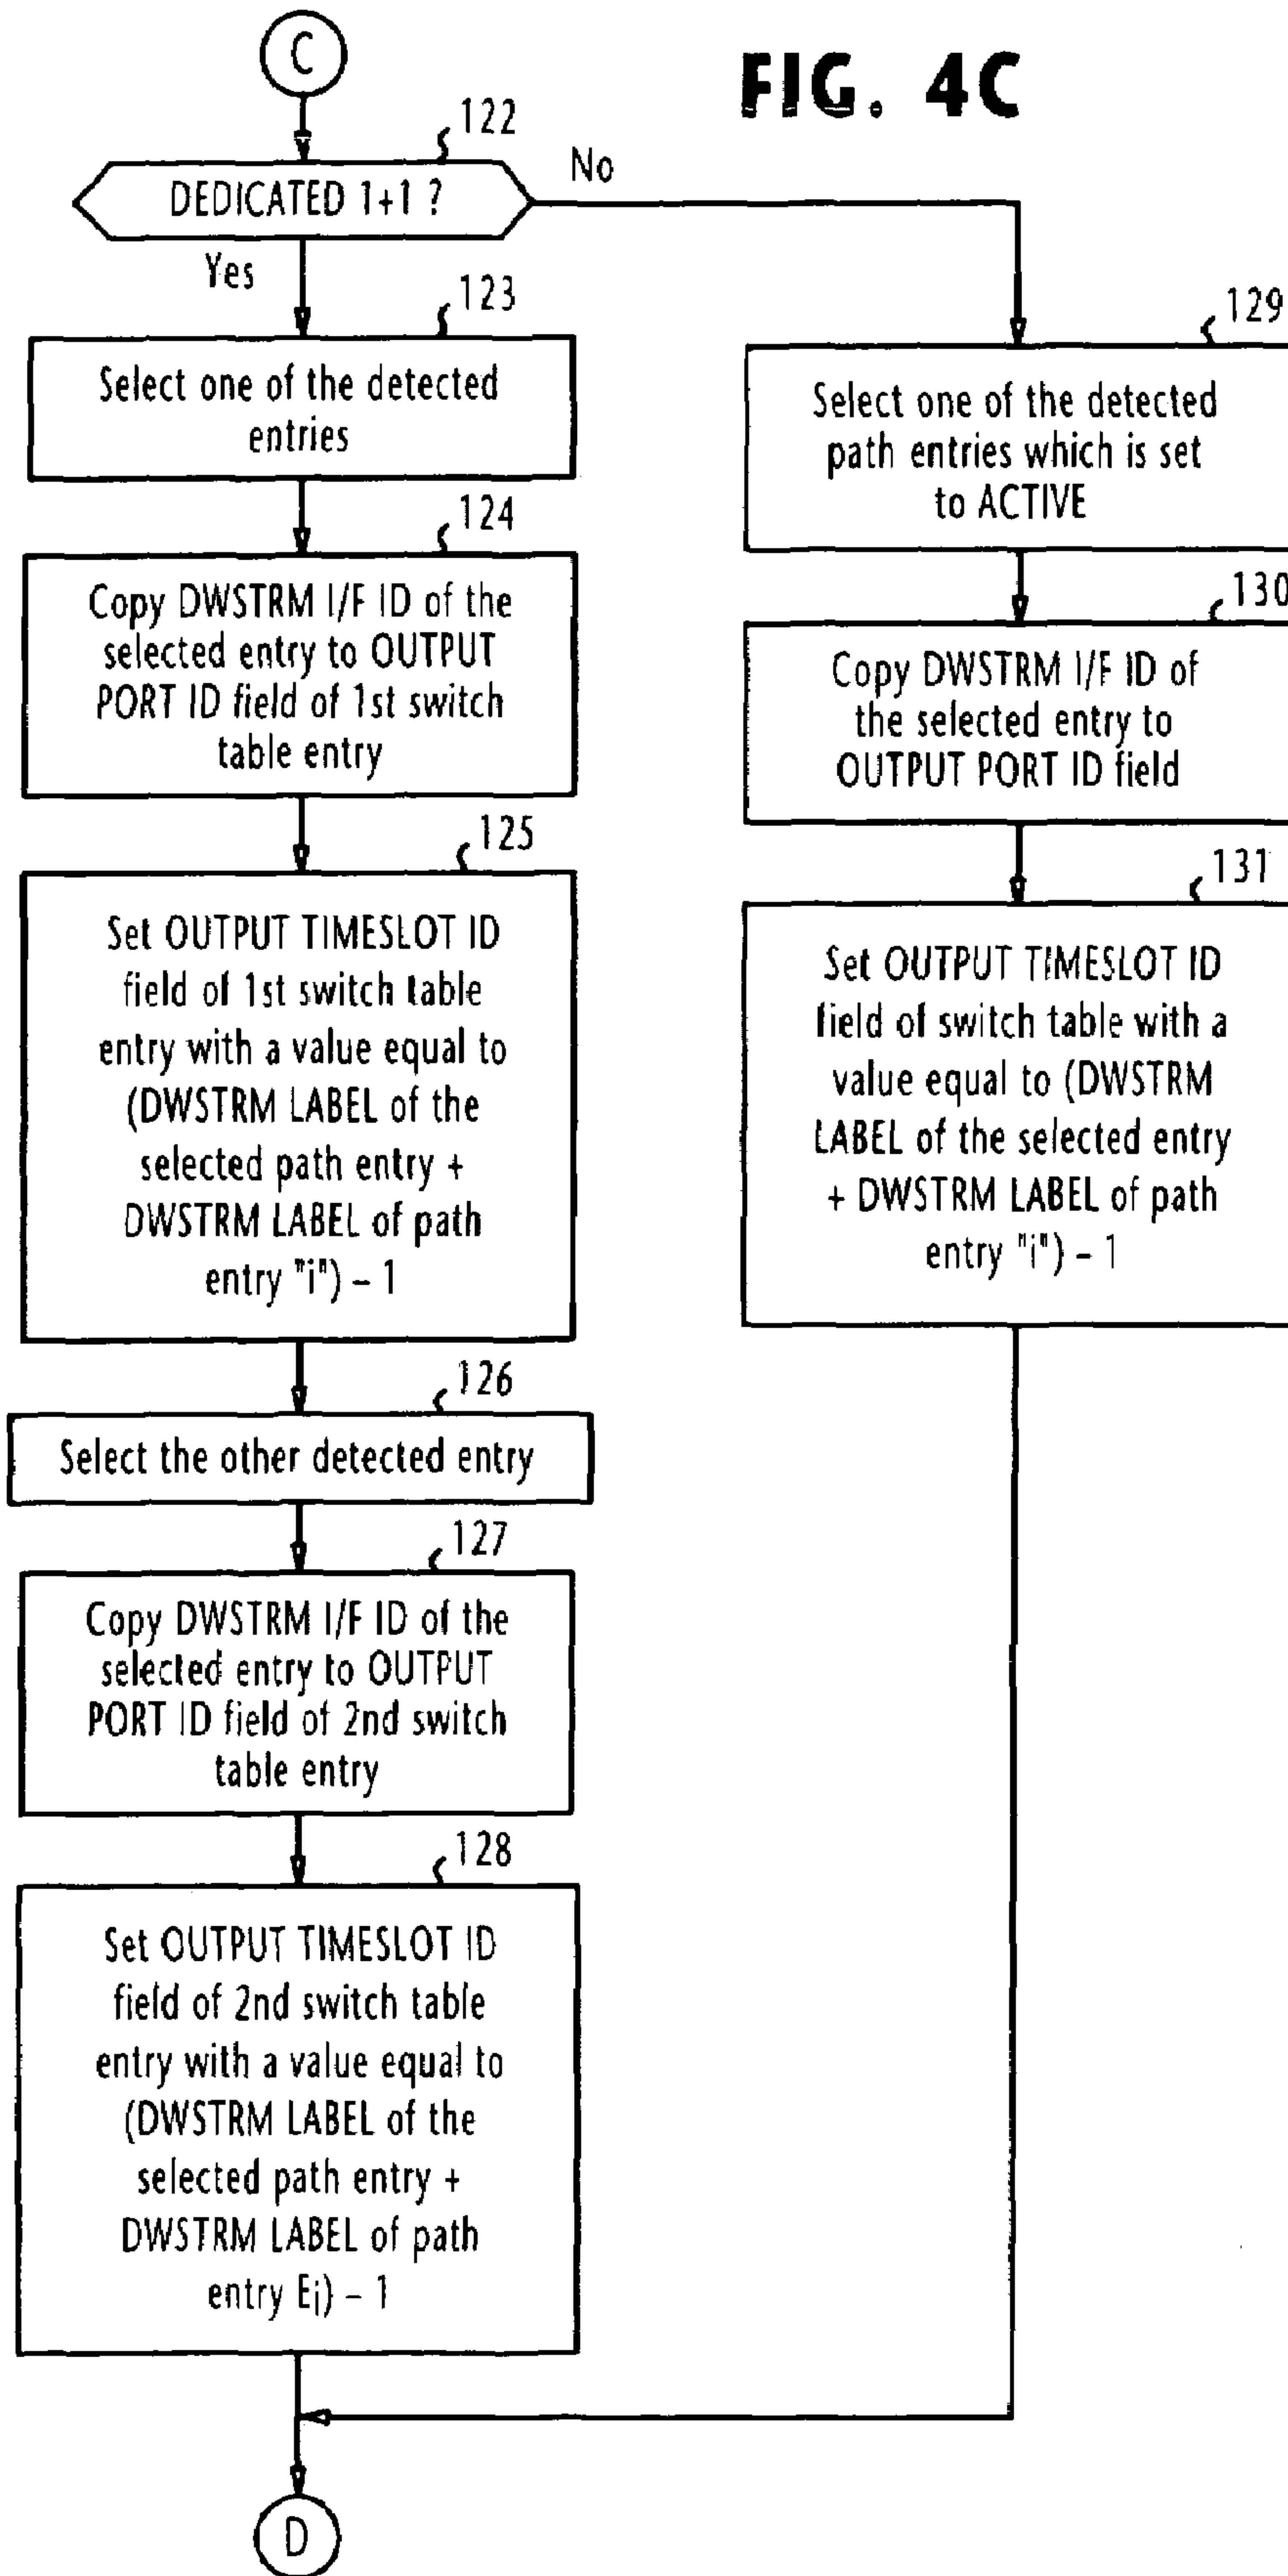 C
FIG. 4C
122
DEDICATED 1+1 ?
No
Yes
123
Select one of the detected
entries
124
Copy DWSTRM I/F ID of the
selected entry to OUTPUT
PORT ID field of 1st switch
table entry
125
Set OUTPUT TIMESLOT ID
field of 1st switch table
entry with a value equal to
(DWSTRM LABEL of the
selected path entry +
DWSTRM LABEL of path
entry "i") – 1
126
Select the other detected entry
127
Copy DWSTRM I/F ID of the
selected entry to OUTPUT
PORT ID field of 2nd switch
table entry
128
Set OUTPUT TIMESLOT ID
field of 2nd switch table
entry with a value equal to
(DWSTRM LABEL of the
selected path entry +
DWSTRM LABEL of path
entry Ei) – 1
129
Select one of the detected
path entries which is set
to ACTIVE
130
Copy DWSTRM I/F ID of
the selected entry to
OUTPUT PORT ID field
131
Set OUTPUT TIMESLOT ID
field of switch table with a
value equal to (DWSTRM
LABEL of the selected entry
+ DWSTRM LABEL of path
entry "i") – 1
D